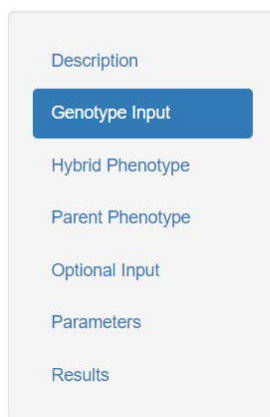 Description
Genotype Input
Hybrid Phenotype
Parent Phenotype
Optional Input
Parameters
Results